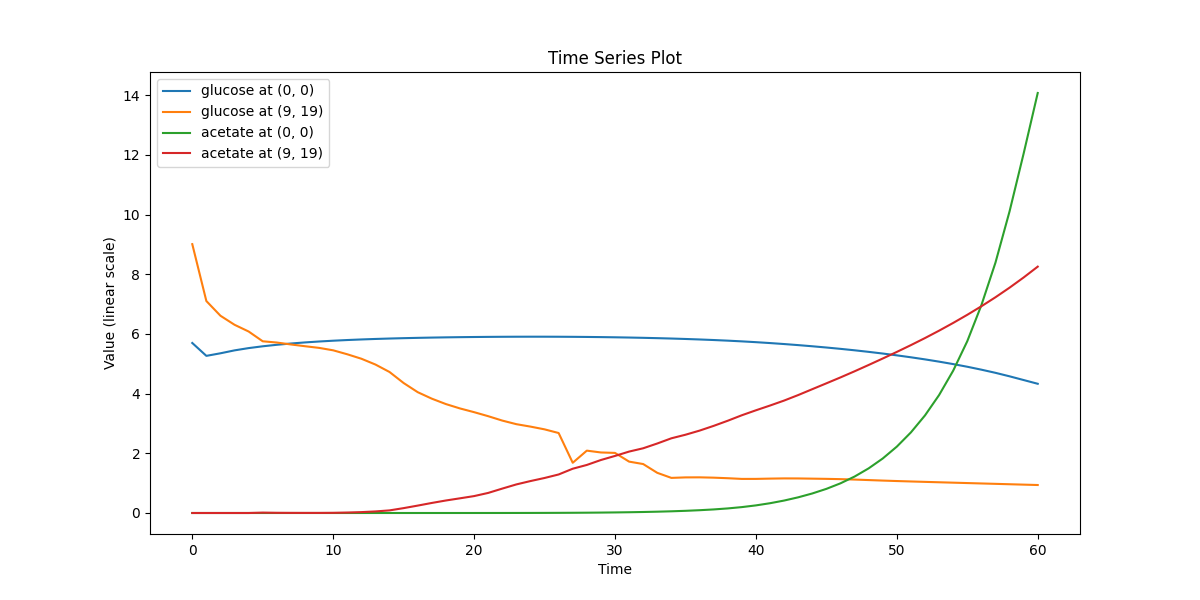 Time Series Plot
glucose at (0, 0)
glucose at (9, 19)
acetate at (0, 0)
acetate at (9, 19)
Value (linear scale)
14
12
10
8
6
4
2
0
0 10 20 30 40 50 60
Time